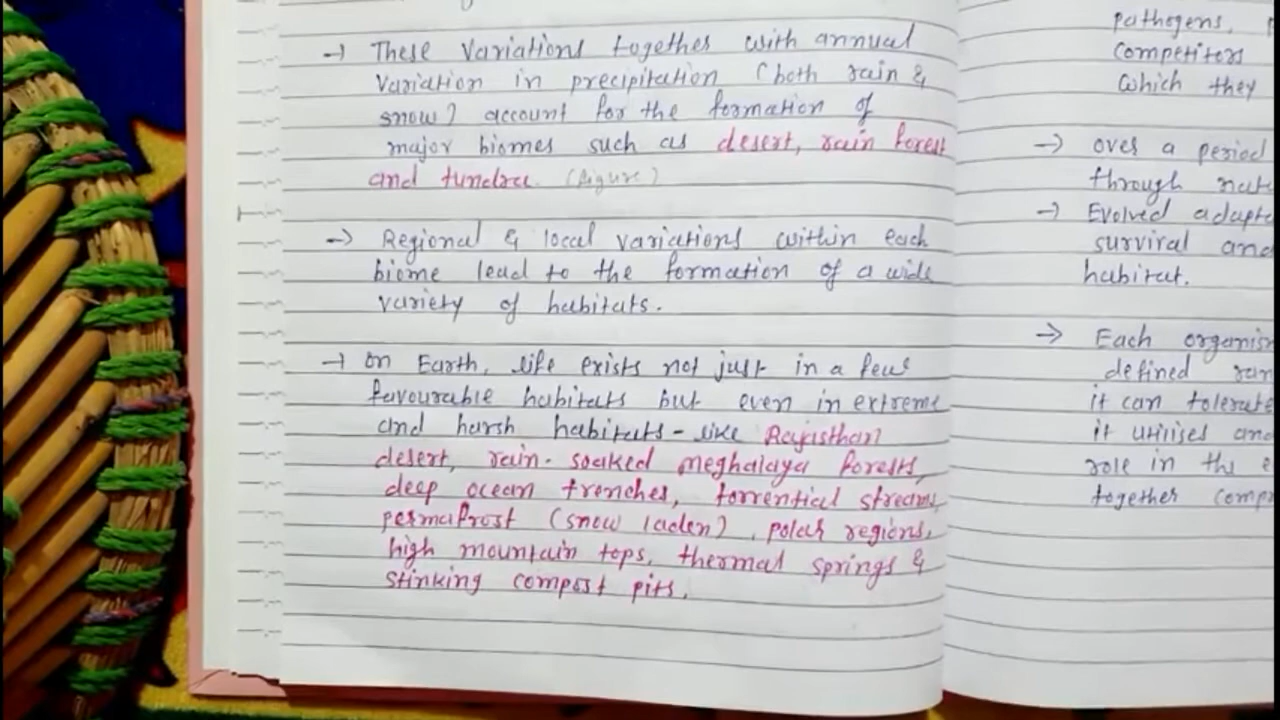 → These variations together with annual
variation in precipitation (both rain &
snow) account for the formation of
major biomes such as desert, rain forest
and tundra. (figure)
→ Regional & local variations within each
biome lead to the formation of a wide
variety of habitats.
→ On Earth, life exists not just in a few
favourable habitats but even in extreme
and harsh habitats - like Rajasthan
desert, rain-soaked meghalaya forests,
deep ocean trenches, torrential streams,
permafrost (snow laden), polar regions,
high mountain tops, thermal springs &
stinking compost pits.
pathogens,
competitors
which they
→ over a period
through
→ Evolved
survival and
habitat.
→ Each
defined
it can tolerate
it utilises and
role in the
together